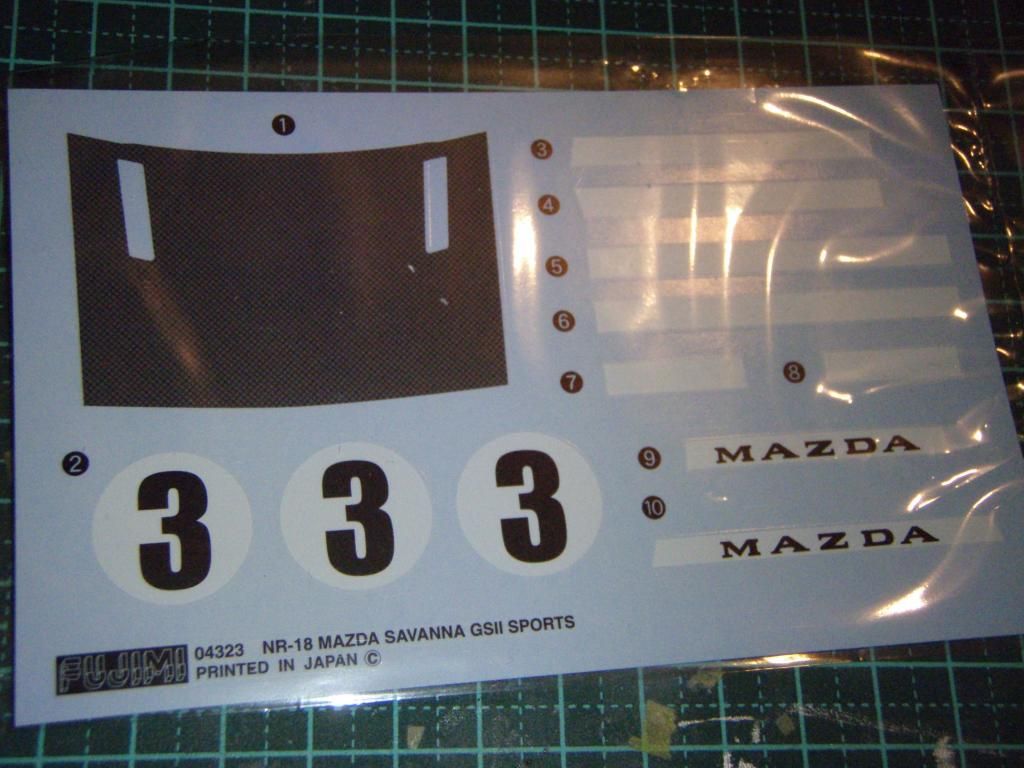 1
3
4
5
6
7
8
2
3 3 3
9 MAZDA
10 MAZDA
FUJIMI
04323 NR-18 MAZDA SAVANNA GSII SPORTS
PRINTED IN JAPAN ©